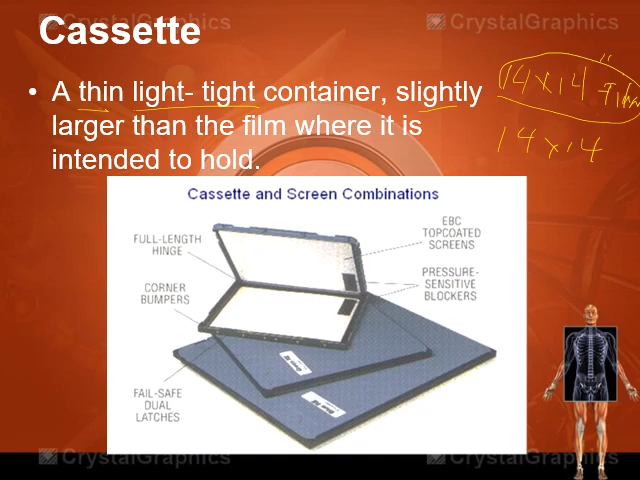 CrystalGraphics
CrystalGraphics
Cassette
• A thin light- tight container, slightly
larger than the film where it is
intended to hold.
14x14"
14x14
Cassette and Screen Combinations
FULL-LENGTH
HINGE
CORNER
BUMPERS
FAIL-SAFE
DUAL
LATCHES
EBC
TOPCOATED
SCREENS
PRESSURE-
SENSITIVE
BLOCKERS
CrystalGraphics
CrystalGraphics